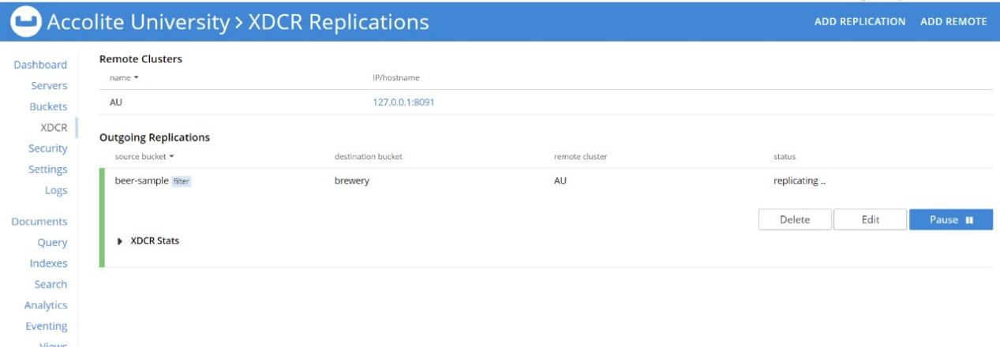 Accolite University > XDCR Replications ADD REPLICATION ADD REMOTE
Dashboard
Servers
Buckets
XDCR
Security
Settings
Logs
Documents
Query
Indexes
Search
Analytics
Eventing
Views
Remote Clusters
name IP/hostname
AU 127.0.0.1:8091
Outgoing Replications
source bucket destination bucket remote cluster status
beer-sample filter brewery AU replicating ..
Delete Edit Pause
XDCR Stats